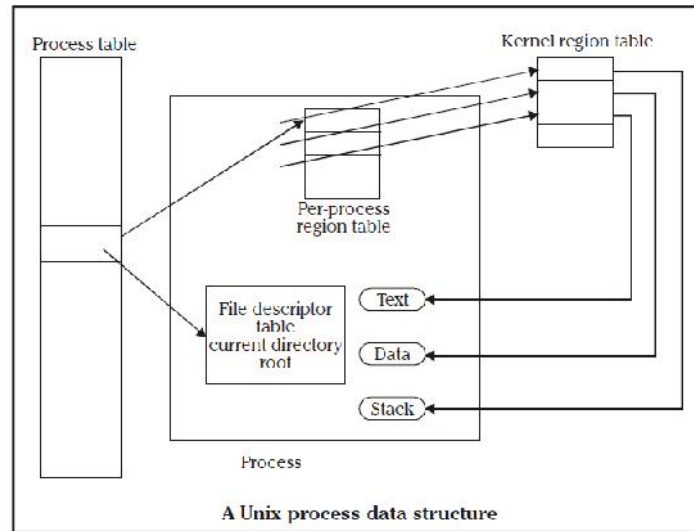 Process table
Kernel region table
Per-process
region table
File descriptor
table
current directory
root
Text
Data
Stack
Process
A Unix process data structure